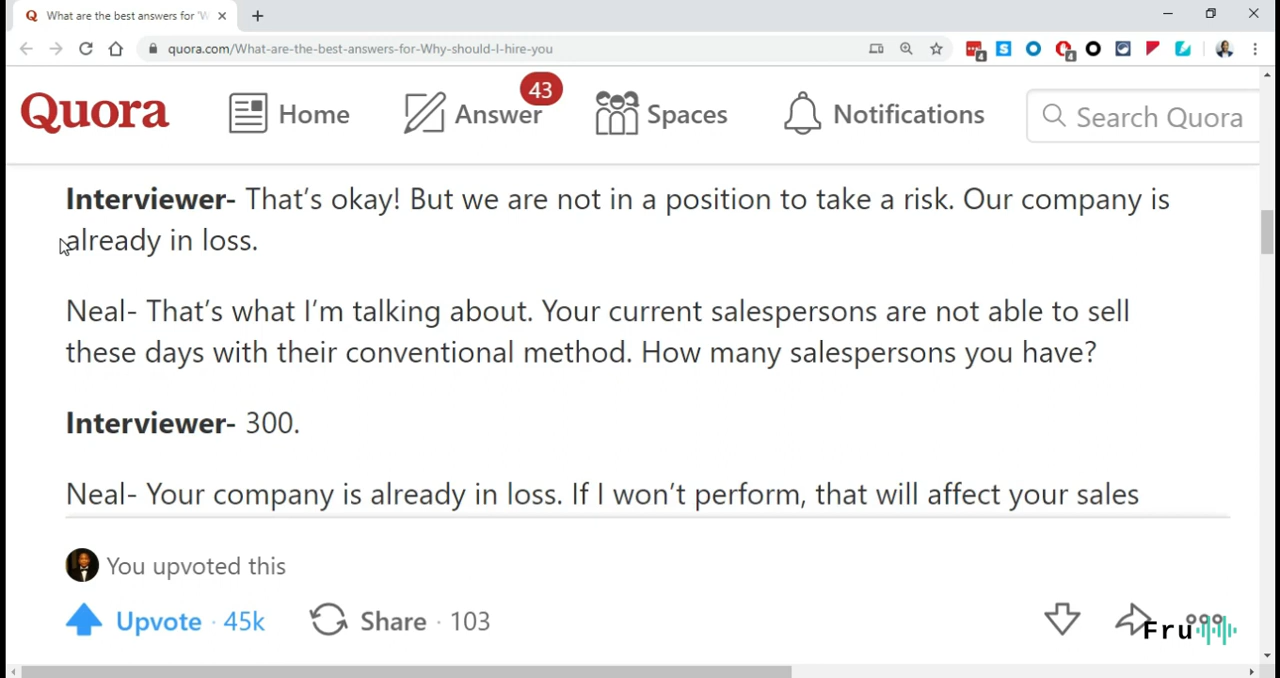 What are the best answers for 'W
quora.com/What-are-the-best-answers-for-Why-should-I-hire-you
4
S
4
Quora
Home
Answer
43
Spaces
Notifications
Search Quora
Interviewer- That's okay! But we are not in a position to take a risk. Our company is
already in loss.
Neal- That's what I'm talking about. Your current salespersons are not able to sell
these days with their conventional method. How many salespersons you have?
Interviewer- 300.
Neal- Your company is already in loss. If I won't perform, that will affect your sales
You upvoted this
Upvote · 45k
Share · 103
Fru